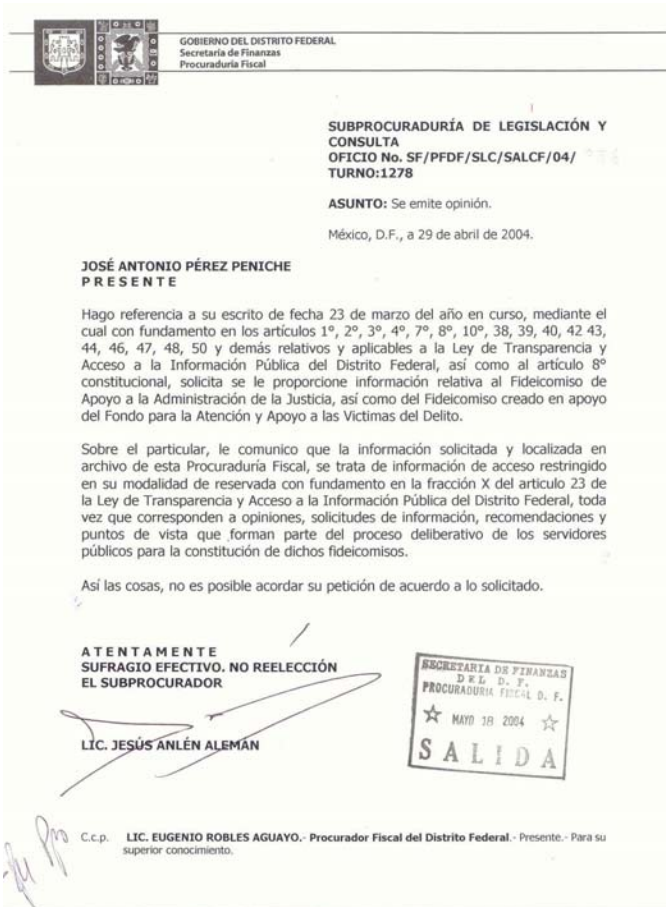 GOBIERNO DEL DISTRITO FEDERAL
Secretaría de Finanzas
Procuraduría Fiscal
SUBPROCURADURÍA DE LEGISLACIÓN Y
CONSULTA
OFICIO No. SF/PFDF/SLC/SALCF/04/
TURNO:1278
ASUNTO: Se emite opinión.
México, D.F., a 29 de abril de 2004.
JOSÉ ANTONIO PÉREZ PENICHE
P R E S E N T E
Hago referencia a su escrito de fecha 23 de marzo del año en curso, mediante el
cual con fundamento en los artículos 1º, 2º, 3º, 4º, 7º, 8º, 10º, 38, 39, 40, 42 43,
44, 46, 47, 48, 50 y demás relativos y aplicables a la Ley de Transparencia y
Acceso a la Información Pública del Distrito Federal, así como al artículo 8º
constitucional, solicita se le proporcione información relativa al Fideicomiso de
Apoyo a la Administración de la Justicia, así como del Fideicomiso creado en apoyo
del Fondo para la Atención y Apoyo a las Victimas del Delito.
Sobre el particular, le comunico que la información solicitada y localizada en
archivo de esta Procuraduría Fiscal, se trata de información de acceso restringido
en su modalidad de reservada con fundamento en la fracción X del articulo 23 de
la Ley de Transparencia y Acceso a la Información Pública del Distrito Federal, toda
vez que corresponden a opiniones, solicitudes de información, recomendaciones y
puntos de vista que forman parte del proceso deliberativo de los servidores
públicos para la constitución de dichos fideicomisos.
Así las cosas, no es posible acordar su petición de acuerdo a lo solicitado.
A T E N T A M E N T E
SUFRAGIO EFECTIVO. NO REELECCIÓN
EL SUBPROCURADOR
LIC. JESÚS ANLÉN ALEMÁN
SECRETARIA DE FINANZAS
DEL D. F.
PROCURADURIA FISCAL D. F.
MAYO 18 2004
SALIDA
C.c.p. LIC. EUGENIO ROBLES AGUAYO.- Procurador Fiscal del Distrito Federal.- Presente.- Para su
superior conocimiento.